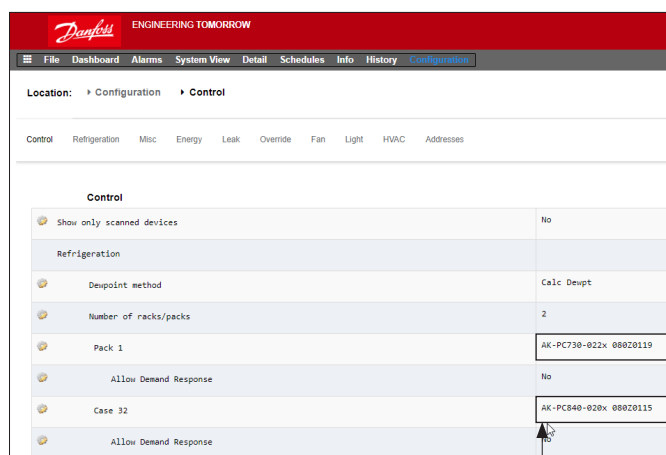 Danfoss ENGINEERING TOMORROW
File Dashboard Alarms System View Detail Schedules Info History Configuration
Location: Configuration Control
Control Refrigeration Misc Energy Leak Override Fan Light HVAC Addresses
Control
Show only scanned devices No
Refrigeration
Dewpoint method Calc Dewpt
Number of racks/packs 2
Pack 1 AK-PC730-022x 080Z0119
Allow Demand Response No
Case 32 AK-PC840-020x 080Z0115
Allow Demand Response No